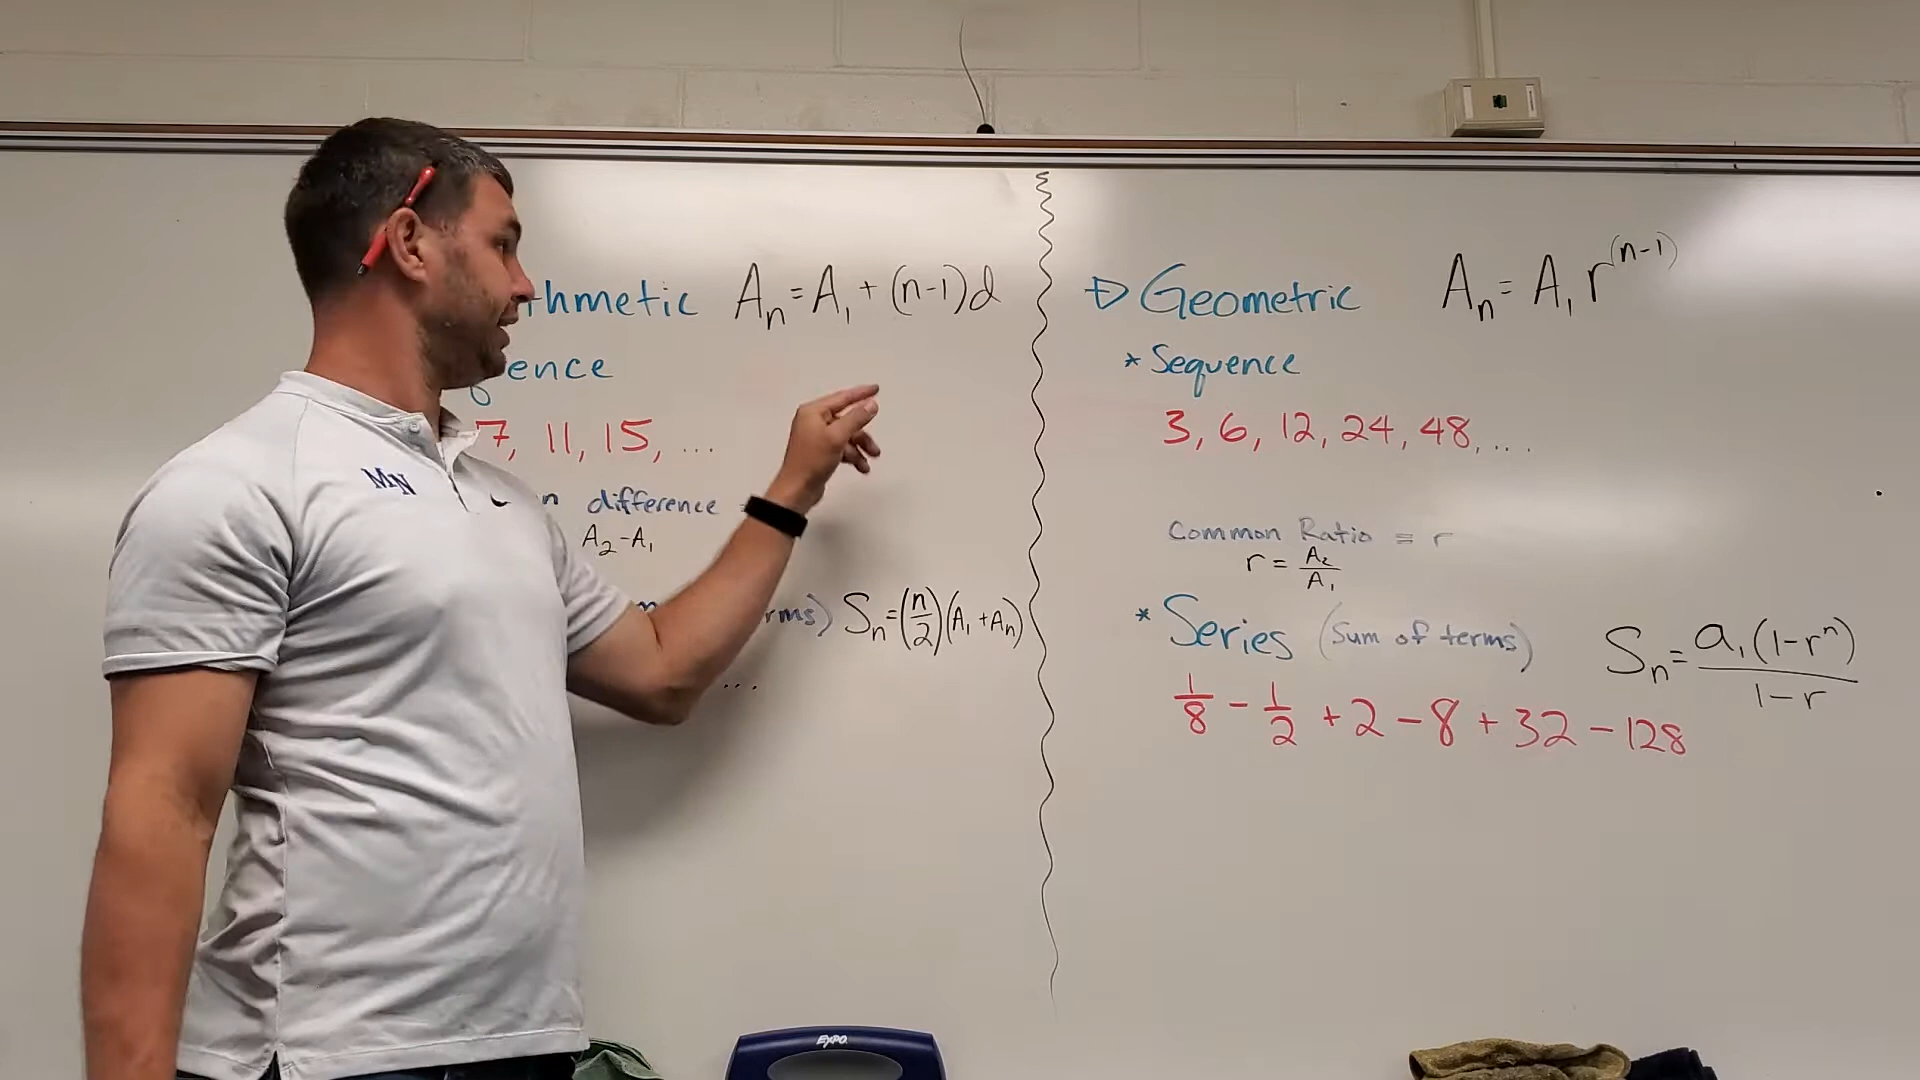 thmetic Aₙ = A₁ + (n-1)d
ence
7, 11, 15, ...
n difference =
A₂ - A₁
rms) Sₙ = (n/2)(A₁ + Aₙ)
...
Geometric Aₙ = A₁ r⁽ⁿ⁻¹⁾
* Sequence
3, 6, 12, 24, 48, ...
Common Ratio = r
r = A₂/A₁
* Series (Sum of terms) Sₙ = a₁(1-rⁿ)/1-r
1/8 - 1/2 + 2 - 8 + 32 - 128
MN
EXPO